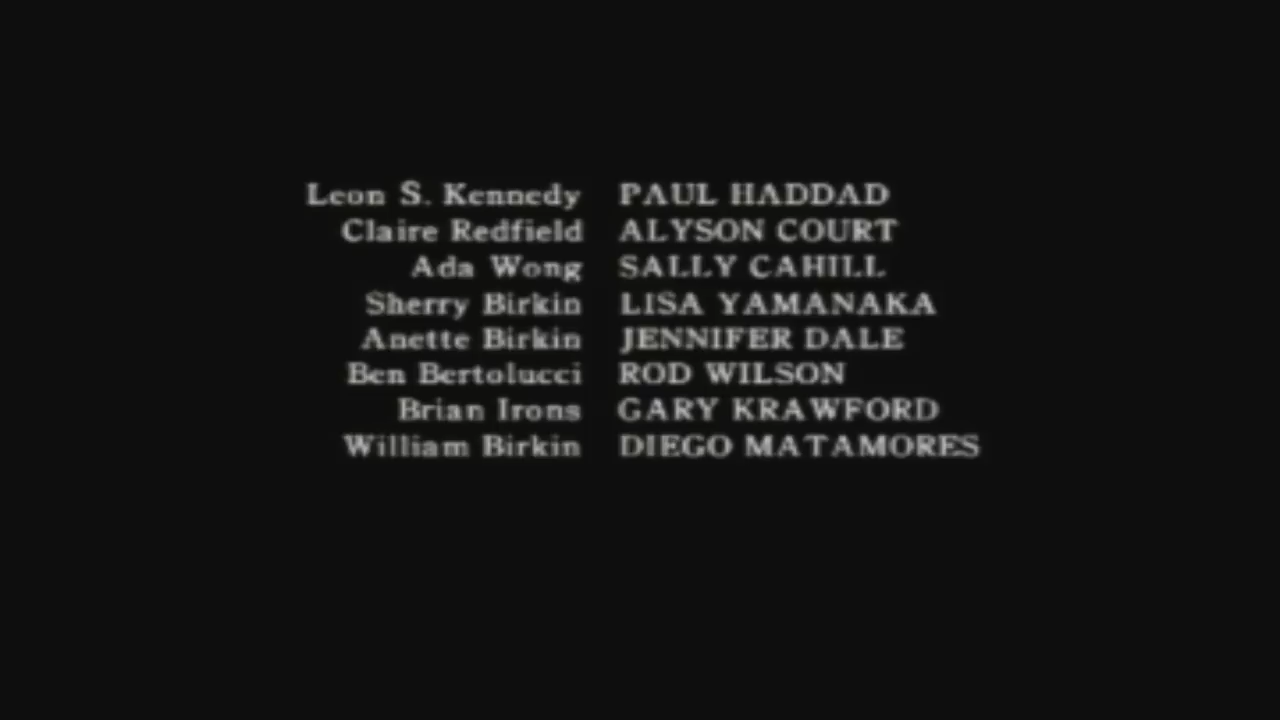 Leon S. Kennedy PAUL HADDAD
Claire Redfield ALYSON COURT
Ada Wong SALLY CAHILL
Sherry Birkin LISA YAMANAKA
Anette Birkin JENNIFER DALE
Ben Bertolucci ROD WILSON
Brian Irons GARY KRAWFORD
William Birkin DIEGO MATAMORES